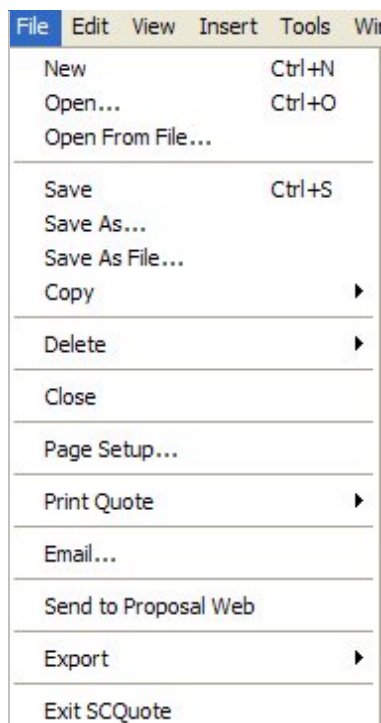 File Edit View Insert Tools
New Ctrl+N
Open... Ctrl+O
Open From File...
Save Ctrl+S
Save As...
Save As File...
Copy
Delete
Close
Page Setup...
Print Quote
Email...
Send to Proposal Web
Export
Exit SCQuote